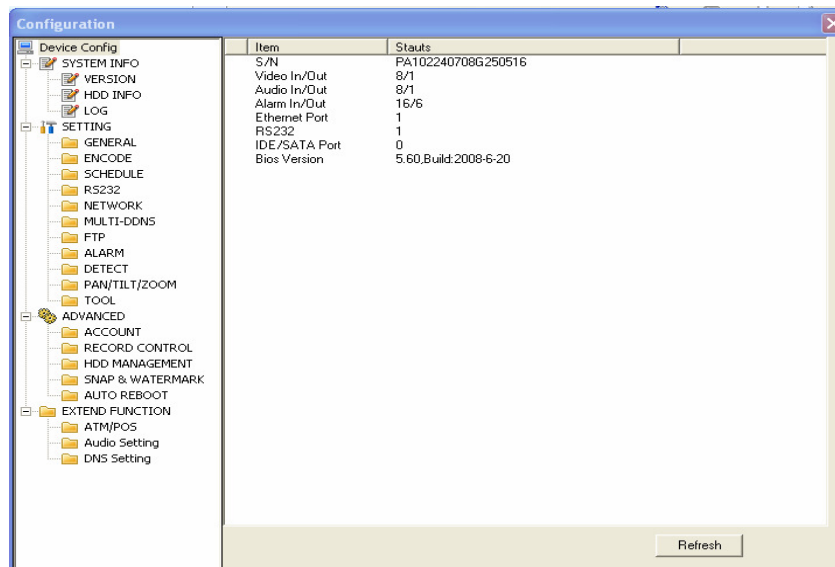 Configuration
Device Config
SYSTEM INFO
VERSION
HDD INFO
LOG
SETTING
GENERAL
ENCODE
SCHEDULE
RS232
NETWORK
MULTI-DDNS
FTP
ALARM
DETECT
PAN/TILT/ZOOM
TOOL
ADVANCED
ACCOUNT
RECORD CONTROL
HDD MANAGEMENT
SNAP & WATERMARK
AUTO REBOOT
EXTEND FUNCTION
ATM/POS
Audio Setting
DNS Setting
Item Stauts
S/N PA102240708G250516
Video In/Out 8/1
Audio In/Out 8/1
Alarm In/Out 16/6
Ethernet Port 1
RS232 1
IDE/SATA Port 0
Bios Version 5.60,Build:2008-6-20
Refresh